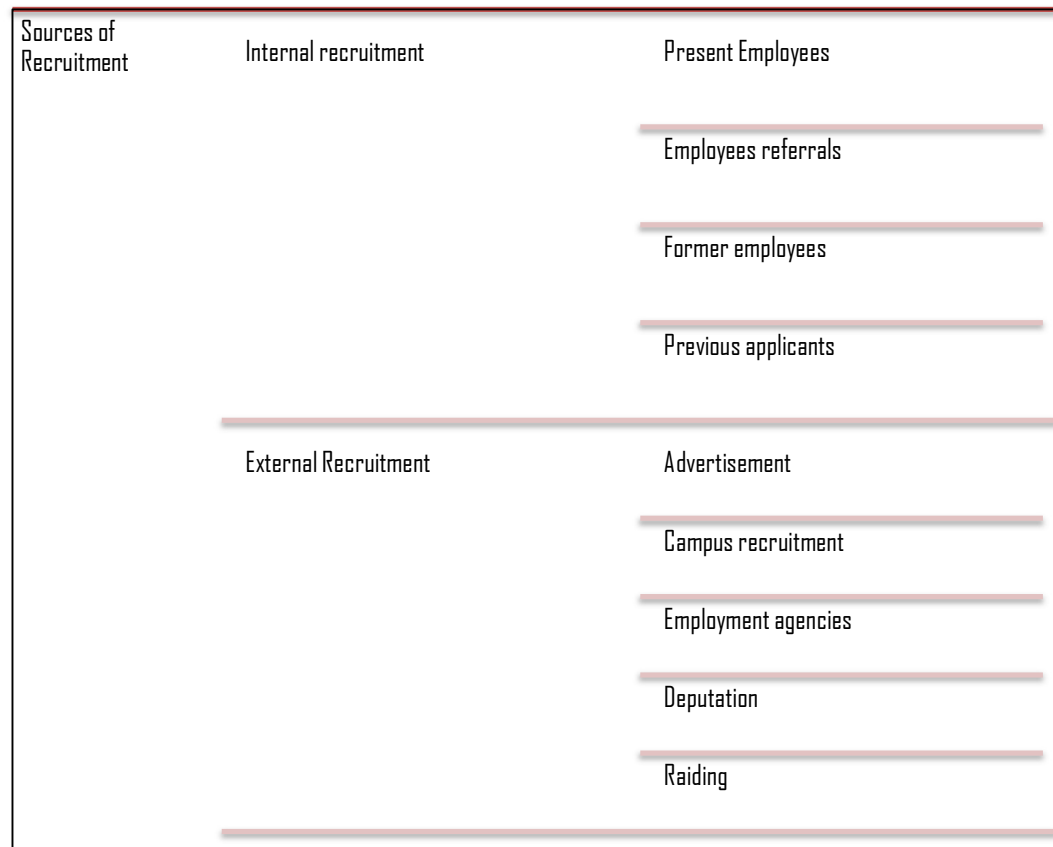 Sources of
Recruitment
Internal recruitment
Present Employees
Employees referrals
Former employees
Previous applicants
External Recruitment
Advertisement
Campus recruitment
Employment agencies
Deputation
Raiding